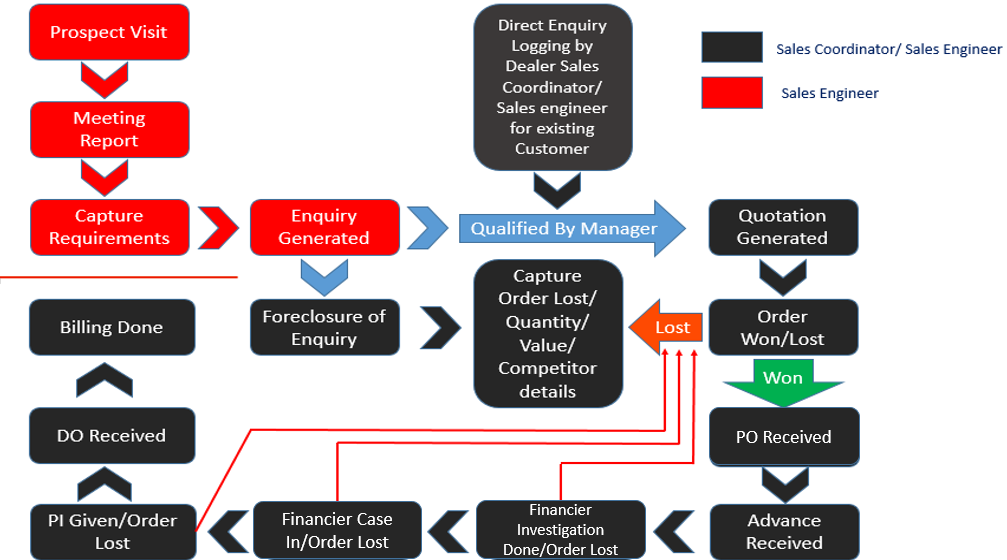 Prospect Visit
Meeting
Report
Capture
Requirements
Enquiry
Generated
Direct Enquiry
Logging by
Dealer Sales
Coordinator/
Sales engineer
for existing
Customer
Sales Coordinator/ Sales Engineer
Sales Engineer
Qualified By Manager
Quotation
Generated
Billing Done
Foreclosure of
Enquiry
Capture
Order Lost/
Quantity/
Value/
Competitor
details
Lost
Order
Won/Lost
Won
DO Received
PO Received
PI Given/Order
Lost
Financier Case
In/Order Lost
Financier
Investigation
Done/Order Lost
Advance
Received